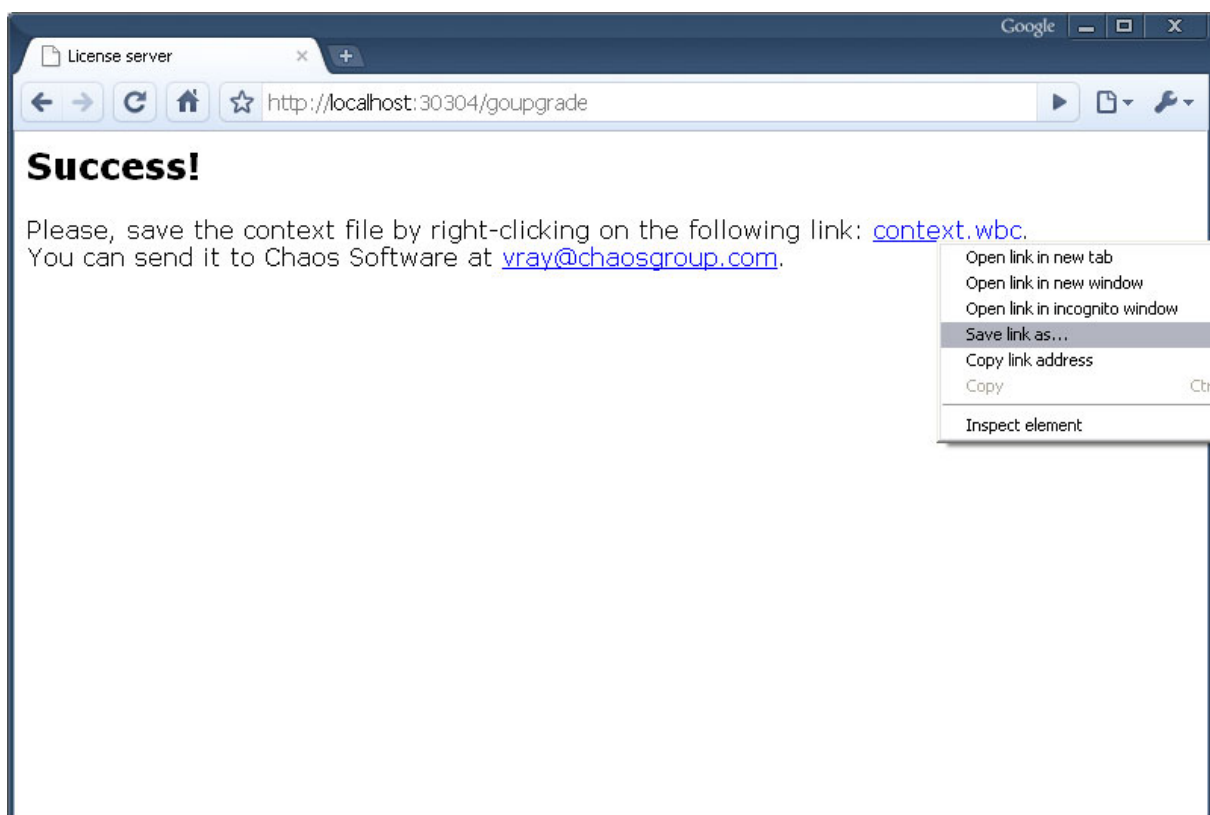 Google
License server
http://localhost:30304/goupgrade
Success!
Please, save the context file by right-clicking on the following link: context.wbc.
You can send it to Chaos Software at vray@chaosgroup.com.
Open link in new tab
Open link in new window
Open link in incognito window
Save link as...
Copy link address
Copy Ctr
Inspect element